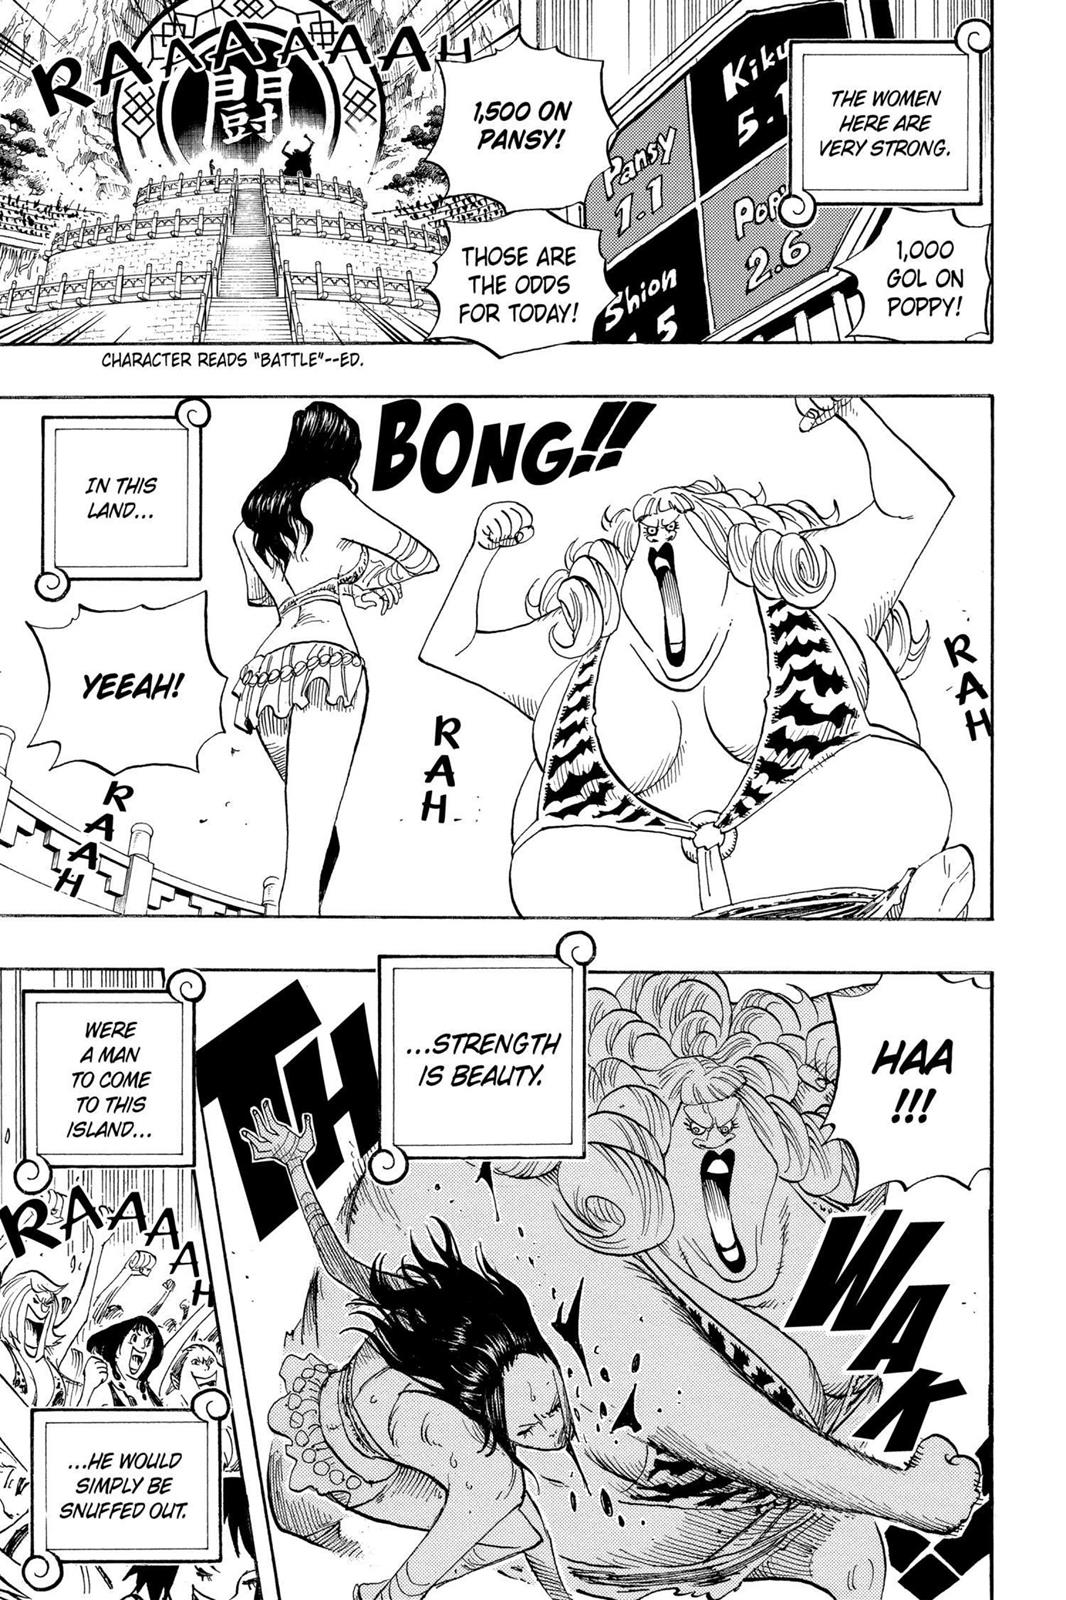 THE WOMEN
HERE ARE
VERY STRONG.
Kiku
5.1
Pansy
1.1
2.6
Shion
1,000
GOL ON
POPPY!
1,500 ON
PANSY!
THOSE ARE
THE ODDS
FOR TODAY!
RAAAAAAAH
闘
CHARACTER READS "BATTLE"--ED.
BONG!!
IN THIS
LAND...
YEEAH!
RAH
RAH
RAAH
...STRENGTH
IS BEAUTY.
HAA
!!!
TH
WAK
WERE
A MAN
TO COME
TO THIS
ISLAND...
RAAAAH
...HE WOULD
SIMPLY BE
SNUFFED OUT.